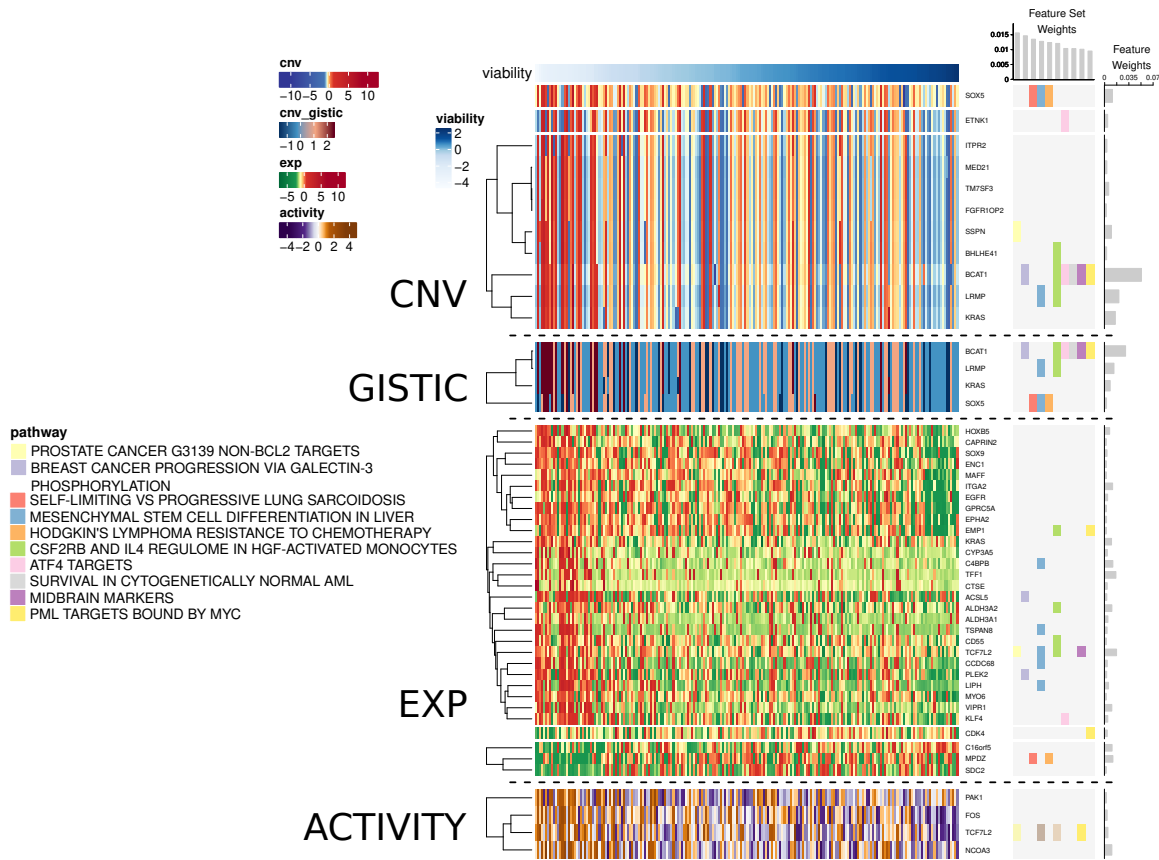 Feature Set
Weights
0.015
0.01
0.005
0
Feature
Weights
0 0.035 0.07
cnv
−10 −5 0 5 10
cnv_gistic
−1 0 1 2
exp
−5 0 5 10
activity
−4 −2 0 2 4
viability
2
0
−2
−4
viability
SOX5
ETNK1
ITPR2
MED21
TM7SF3
FGFR1OP2
SSPN
BHLHE41
BCAT1
LRMP
KRAS
CNV
BCAT1
LRMP
KRAS
SOX5
GISTIC
pathway
PROSTATE CANCER G3139 NON-BCL2 TARGETS
BREAST CANCER PROGRESSION VIA GALECTIN-3
PHOSPHORYLATION
SELF-LIMITING VS PROGRESSIVE LUNG SARCOIDOSIS
MESENCHYMAL STEM CELL DIFFERENTIATION IN LIVER
HODGKIN'S LYMPHOMA RESISTANCE TO CHEMOTHERAPY
CSF2RB AND IL4 REGULOME IN HGF-ACTIVATED MONOCYTES
ATF4 TARGETS
SURVIVAL IN CYTOGENETICALLY NORMAL AML
MIDBRAIN MARKERS
PML TARGETS BOUND BY MYC
HOXB5
CAPRIN2
SOX9
ENC1
MAFF
ITGA2
EGFR
GPRC5A
EPHA2
EMP1
KRAS
CYP3A5
C4BPB
TFF1
CTSE
ACSL5
ALDH3A2
ALDH3A1
TSPAN8
CD55
TCF7L2
CCDC68
PLEK2
LIPH
MYO6
VIPR1
KLF4
CDK4
C16orf5
MPDZ
SDC2
EXP
PAK1
FOS
TCF7L2
NCOA3
ACTIVITY